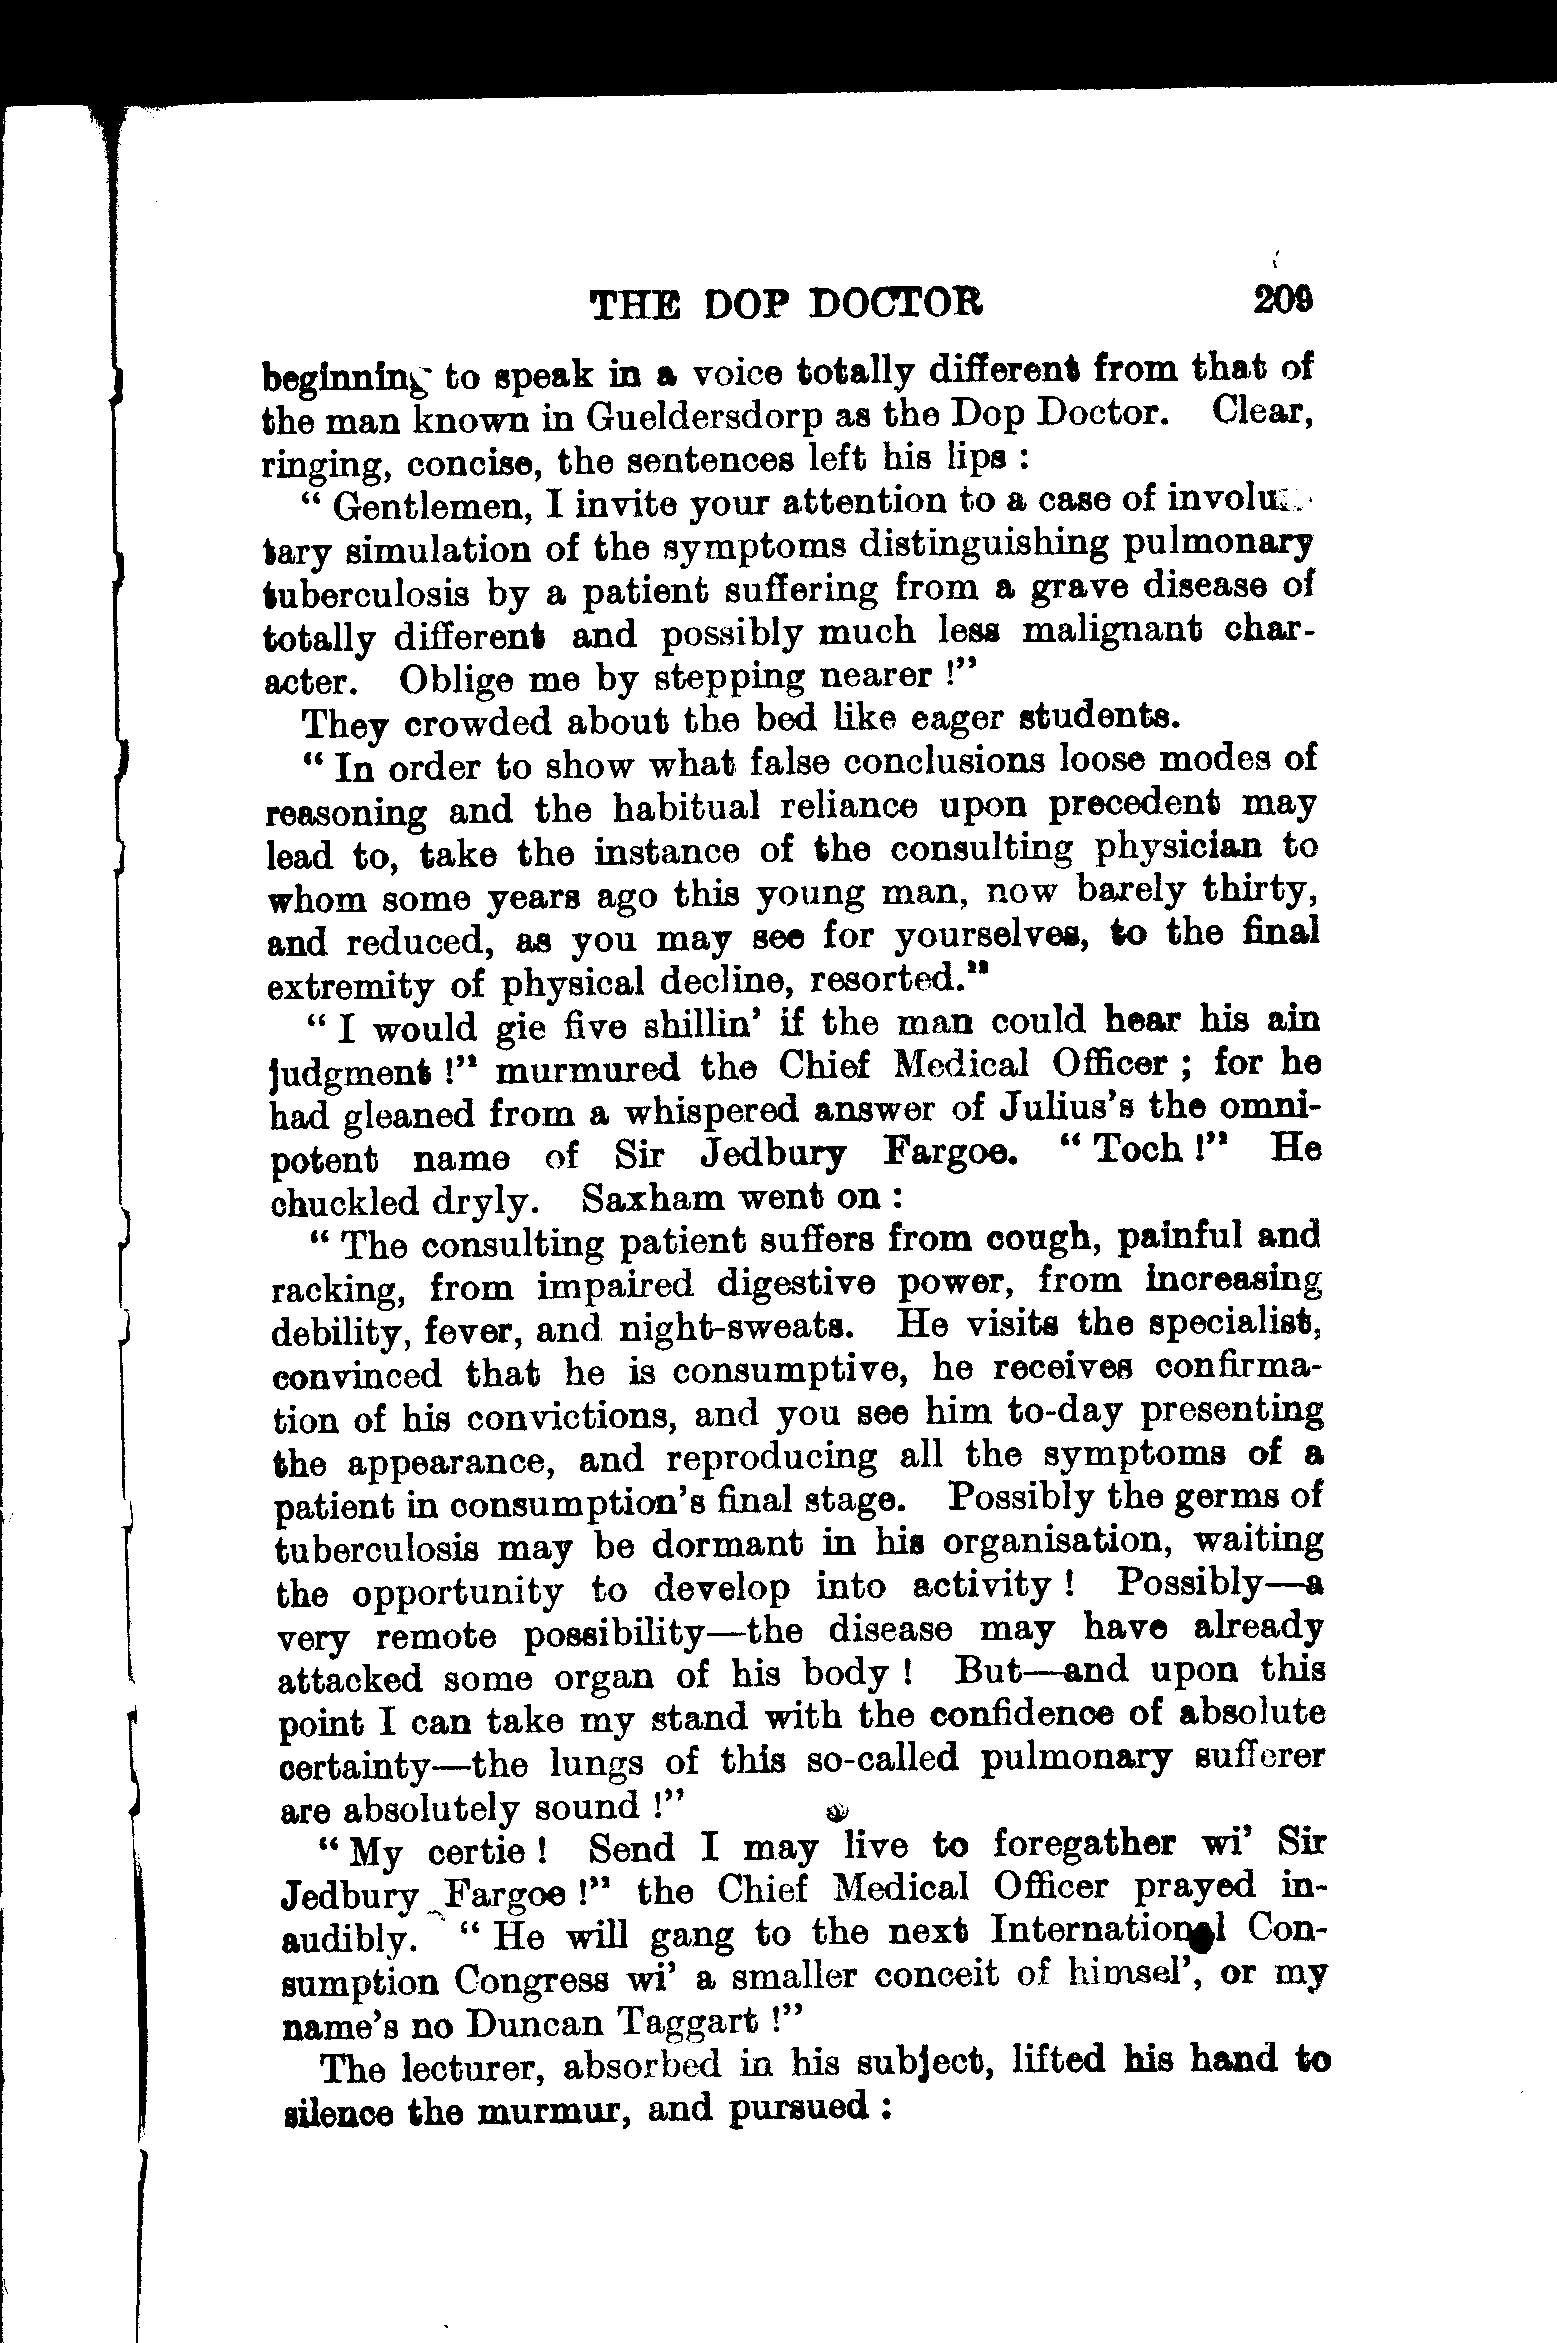 THE DOP DOCTOR 209
beginning to speak in a voice totally different from that of
the man known in Gueldersdorp as the Dop Doctor. Clear,
ringing, concise, the sentences left his lips :
“ Gentlemen, I invite your attention to a case of involu
tary simulation of the symptoms distinguishing pulmonary
tuberculosis by a patient suffering from a grave disease of
totally different and possibly much less malignant char-
acter. Oblige me by stepping nearer !”
They crowded about the bed like eager students.
“ In order to show what false conclusions loose modes of
reasoning and the habitual reliance upon precedent may
lead to, take the instance of the consulting physician to
whom some years ago this young man, now barely thirty,
and reduced, as you may see for yourselves, to the final
extremity of physical decline, resorted.”
“ I would gie five shillin’ if the man could hear his ain
judgment !” murmured the Chief Medical Officer ; for he
had gleaned from a whispered answer of Julius’s the omni-
potent name of Sir Jedbury Fargoe. “ Toch !” He
chuckled dryly. Saxham went on :
“ The consulting patient suffers from cough, painful and
racking, from impaired digestive power, from increasing
debility, fever, and night-sweats. He visits the specialist,
convinced that he is consumptive, he receives confirma-
tion of his convictions, and you see him to-day presenting
the appearance, and reproducing all the symptoms of a
patient in consumption’s final stage. Possibly the germs of
tuberculosis may be dormant in his organisation, waiting
the opportunity to develop into activity ! Possibly—a
very remote possibility—the disease may have already
attacked some organ of his body ! But—and upon this
point I can take my stand with the confidence of absolute
certainty—the lungs of this so-called pulmonary sufferer
are absolutely sound !”
“ My certie ! Send I may live to foregather wi’ Sir
Jedbury Fargoe !” the Chief Medical Officer prayed in-
audibly. “ He will gang to the next International Con-
sumption Congress wi’ a smaller conceit of himsel’, or my
name’s no Duncan Taggart !”
The lecturer, absorbed in his subject, lifted his hand to
silence the murmur, and pursued :